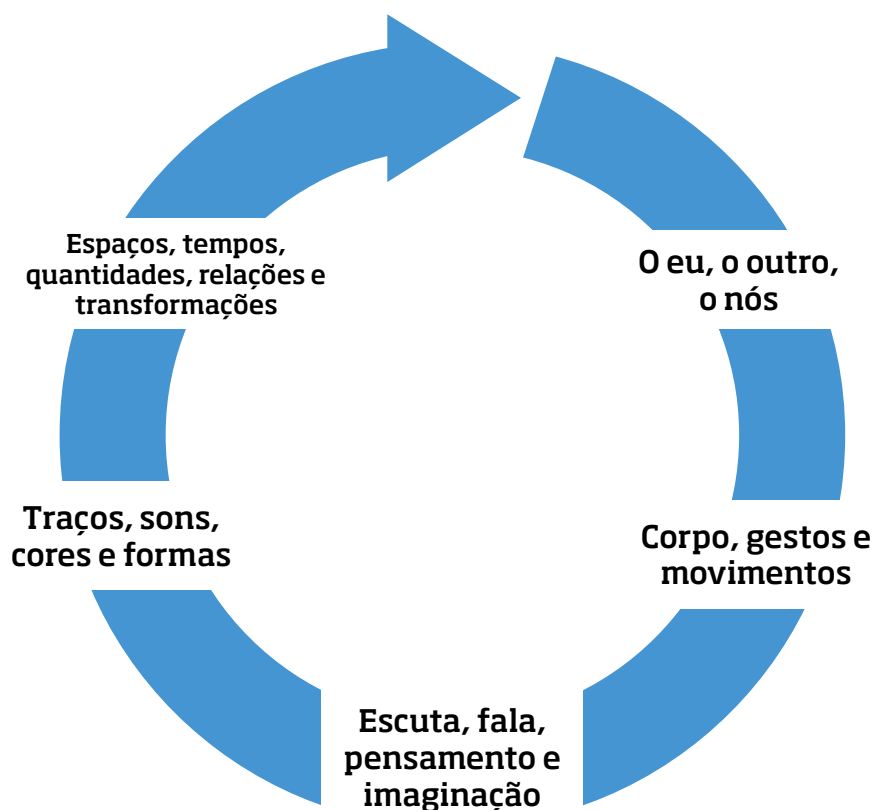 O eu, o outro,
o nós
Corpo, gestos e
movimentos
Escuta, fala,
pensamento e
imaginação
Traços, sons,
cores e formas
Espaços, tempos,
quantidades, relações e
transformações